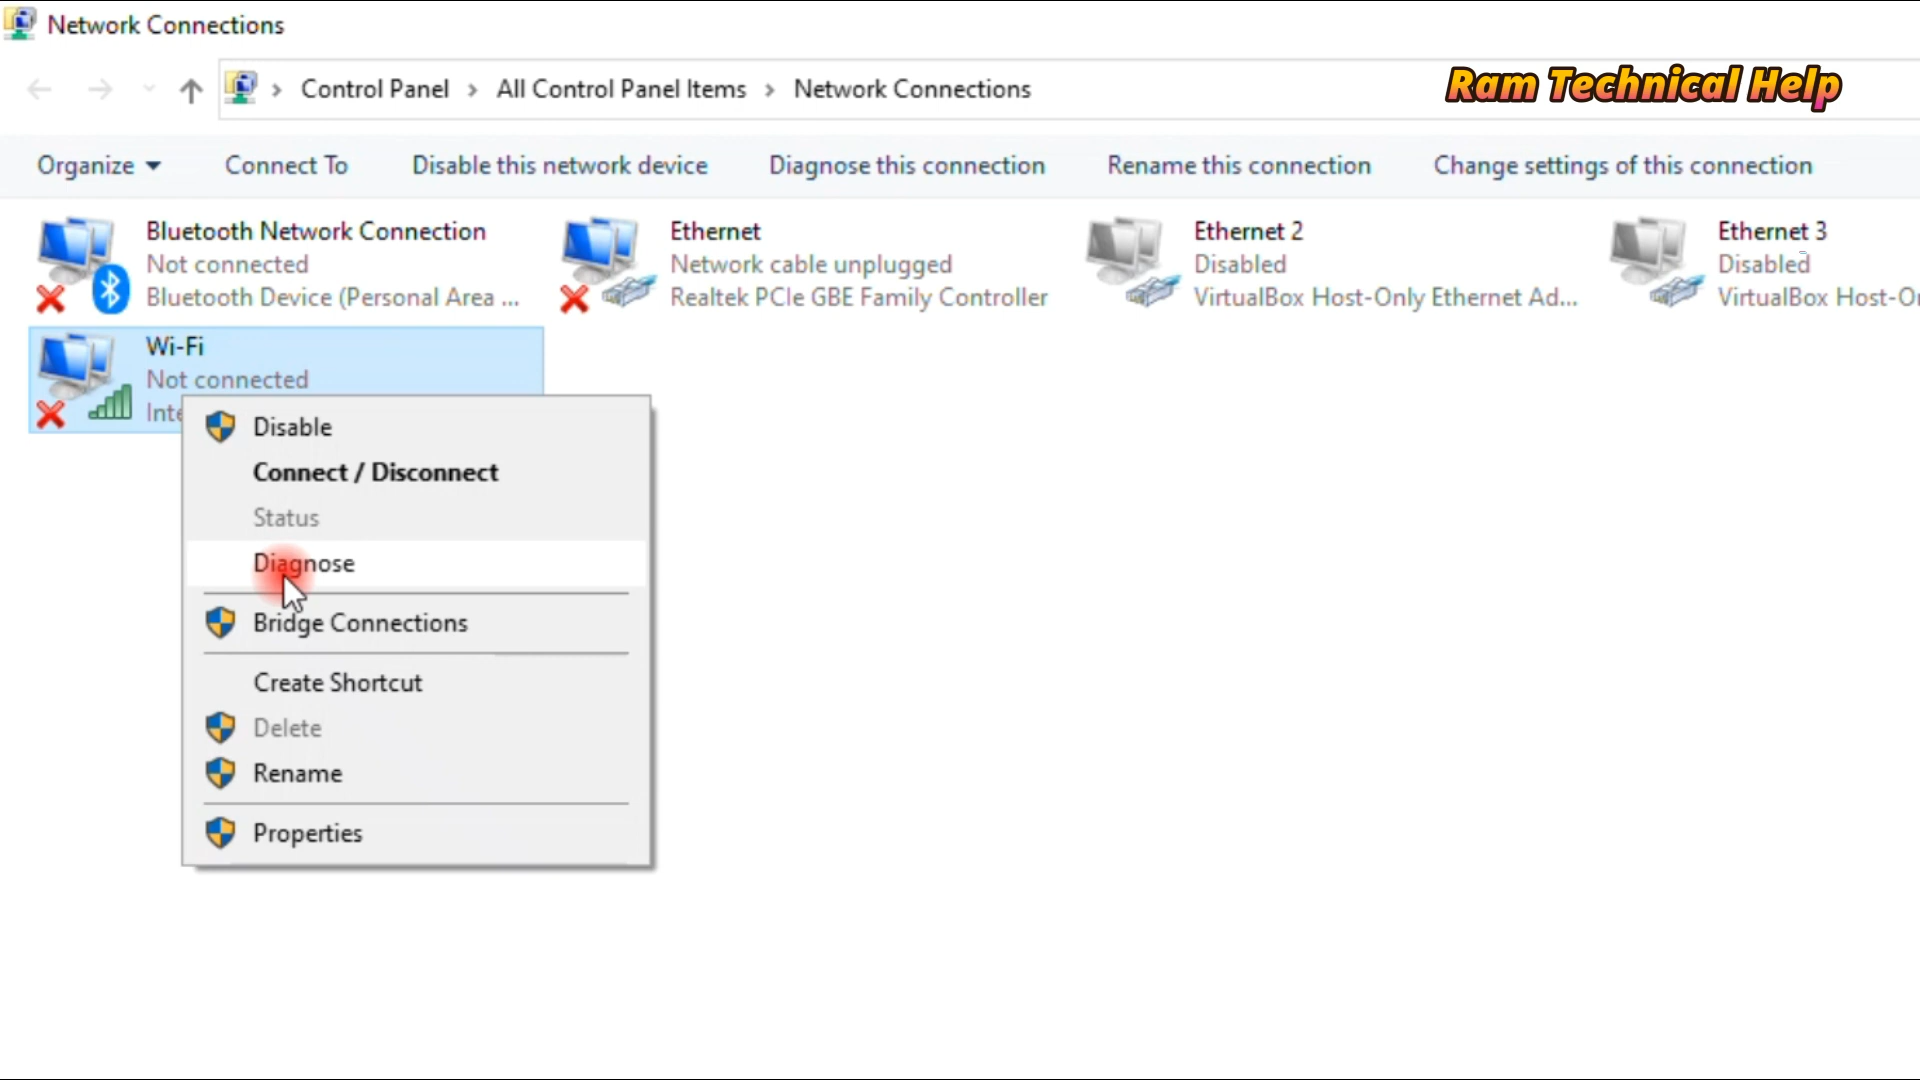 Network Connections
Control Panel > All Control Panel Items > Network Connections
Ram Technical Help
Organize Connect To Disable this network device Diagnose this connection Rename this connection Change settings of this connection
Bluetooth Network Connection
Not connected
Bluetooth Device (Personal Area ...
Ethernet
Network cable unplugged
Realtek PCIe GBE Family Controller
Ethernet 2
Disabled
VirtualBox Host-Only Ethernet Ad...
Ethernet 3
Disabled
VirtualBox Host-O
Wi-Fi
Not connected
Inte
Disable
Connect / Disconnect
Status
Diagnose
Bridge Connections
Create Shortcut
Delete
Rename
Properties